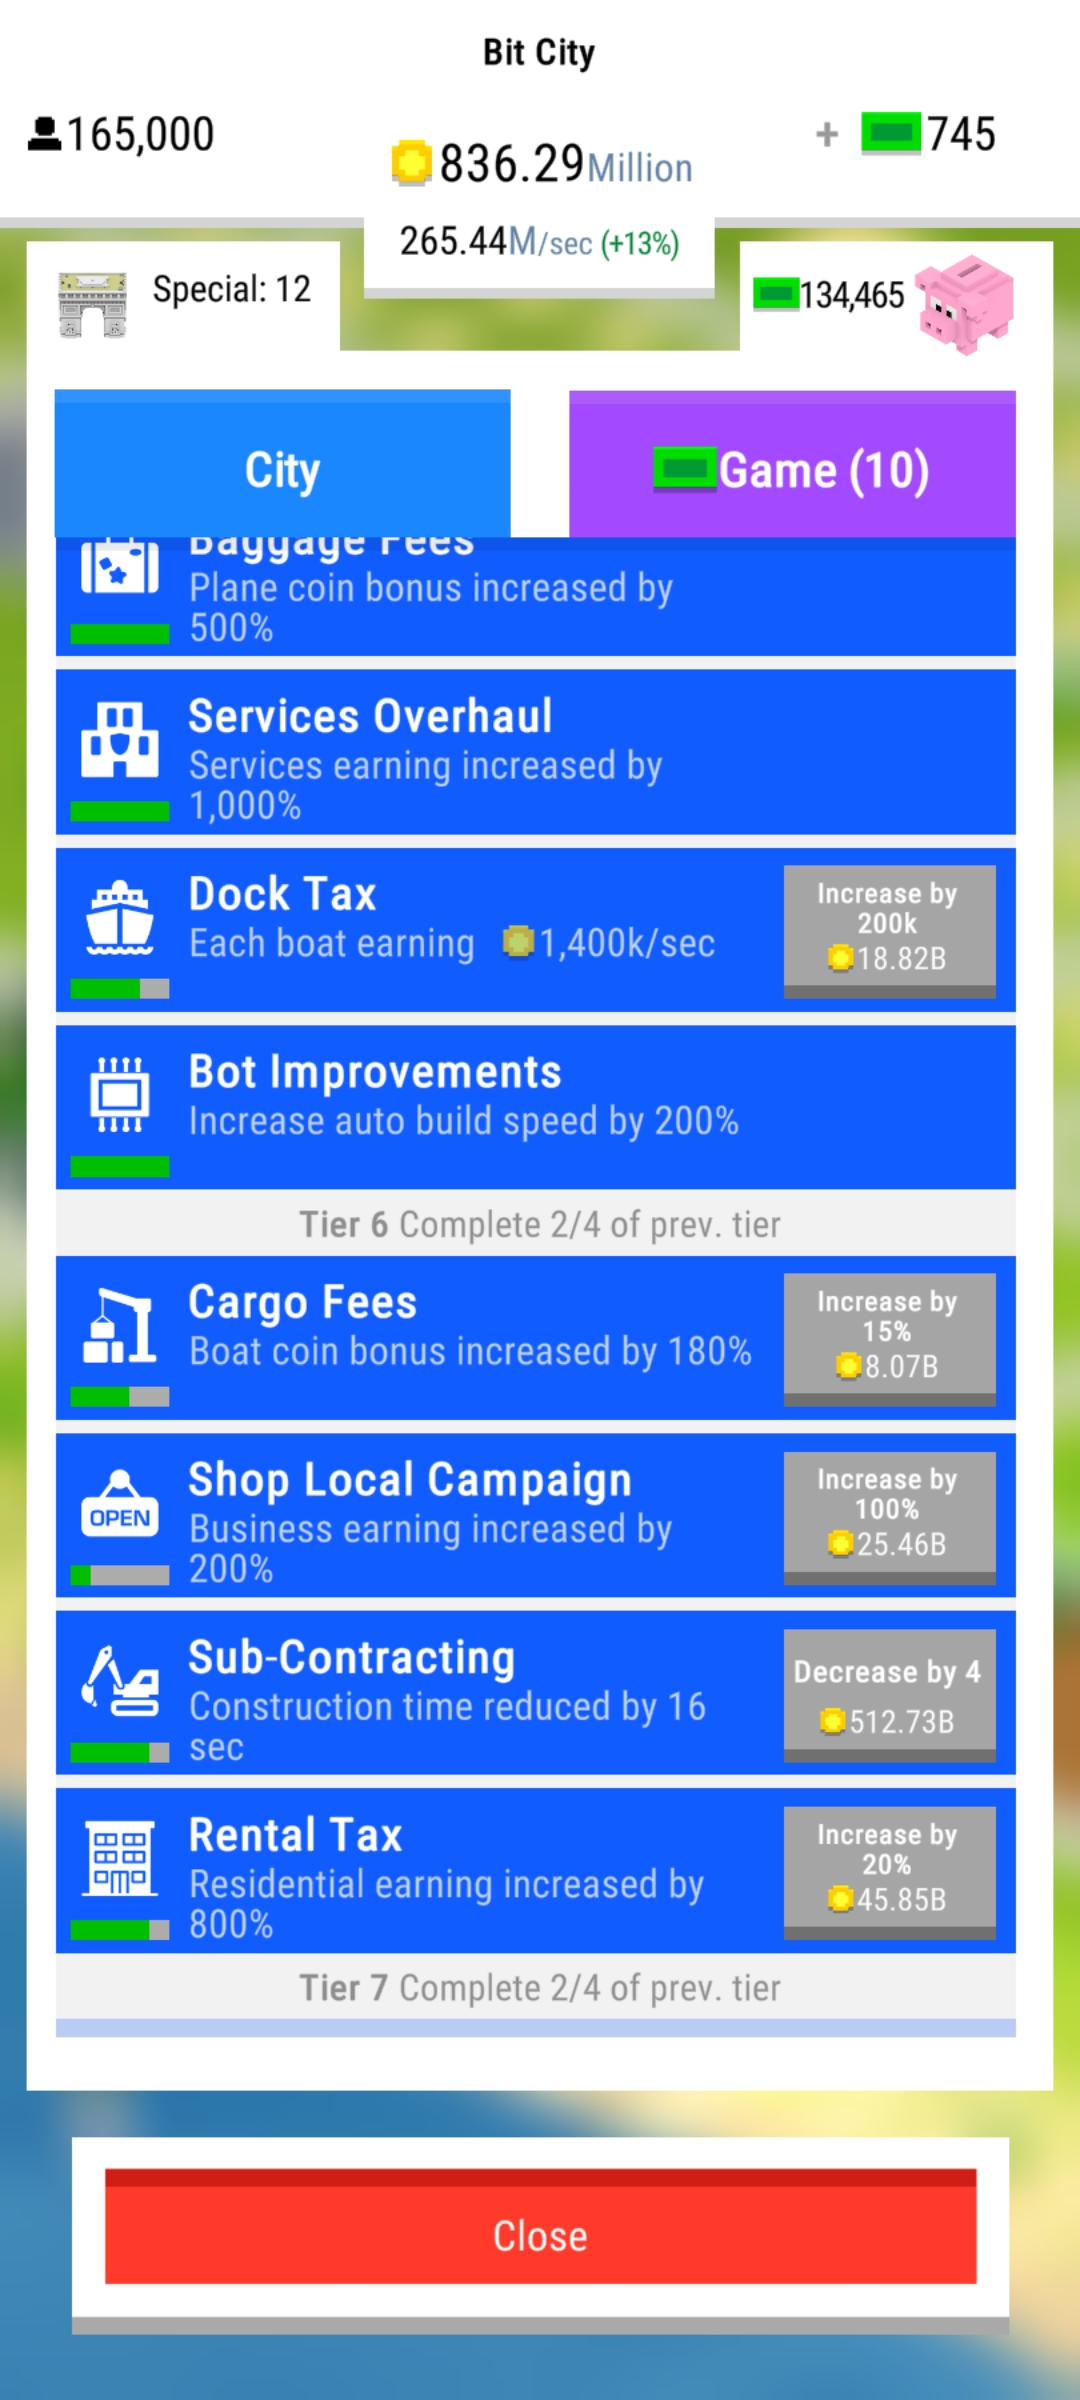 Bit City
165,000
836.29Million
+ 745
265.44M/sec (+13%)
Special: 12
134,465
City
Game (10)
Baggage Fees
Plane coin bonus increased by
500%
Services Overhaul
Services earning increased by
1,000%
Dock Tax
Each boat earning 1,400k/sec
Increase by
200k
18.82B
Bot Improvements
Increase auto build speed by 200%
Tier 6 Complete 2/4 of prev. tier
Cargo Fees
Boat coin bonus increased by 180%
Increase by
15%
8.07B
OPEN
Shop Local Campaign
Business earning increased by
200%
Increase by
100%
25.46B
Sub-Contracting
Construction time reduced by 16
sec
Decrease by 4
512.73B
Rental Tax
Residential earning increased by
800%
Increase by
20%
45.85B
Tier 7 Complete 2/4 of prev. tier
Close